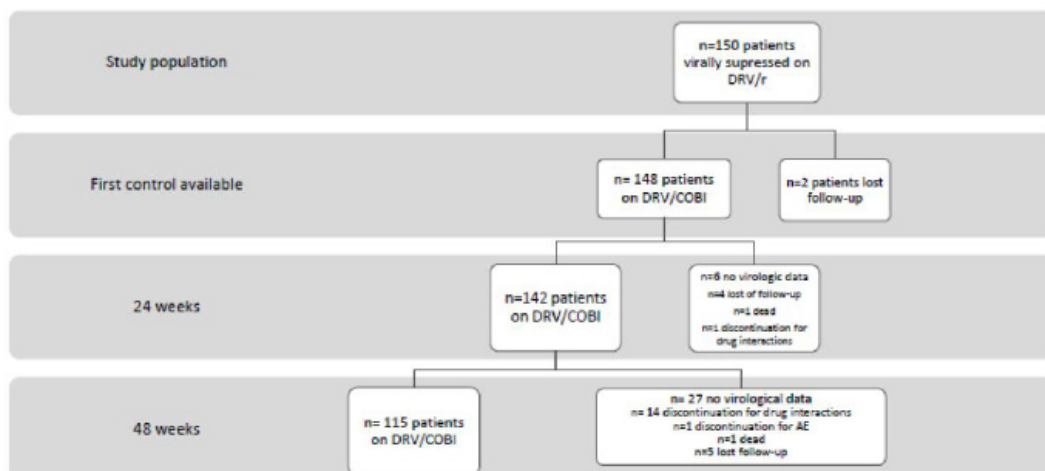 Study population
n=150 patients
virally supressed on
DRV/r
First control available
n= 148 patients
on DRV/COBI
n=2 patients lost
follow-up
24 weeks
n=142 patients
on DRV/COBI
n=6 no virologic data
n=4 lost of follow-up
n=1 dead
n=1 discontinuation for
drug interactions
48 weeks
n= 115 patients
on DRV/COBI
n= 27 no virological data
n= 14 discontinuation for drug interactions
n=1 discontinuation for AE
n=1 dead
n=5 lost follow-up